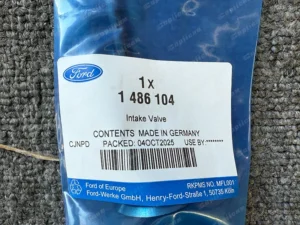 Ford
1x
1 486 104
Intake Valve
CONTENTS MADE IN GERMANY
CJNPD PACKED: 04OCT2025 USE BY:********
RKPNS NO. MFL001
Ford of Europe
Ford-Werke GmbH, Henry-Ford-Straße 1, 50735 Köln